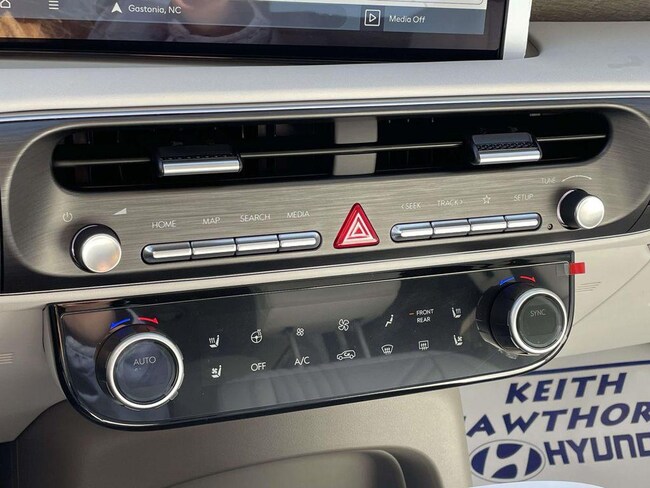 Gastonia, NC
Media Off
HOME MAP SEARCH MEDIA
< SEEK TRACK > SETUP TUNE
AUTO
OFF A/C
FRONT
REAR
SYNC
KEITH
AWTHOR
HYUND